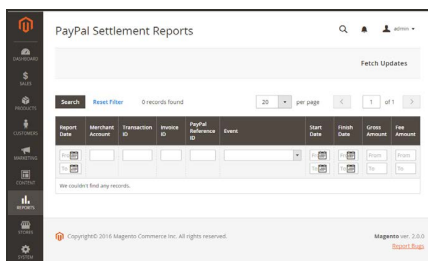 PayPal Settlement Reports
admin
DASHBOARD
Fetch Updates
SALES
Search Reset Filter 0 records found 20 per page 1 of 1
PRODUCTS
Report Date Merchant Account Transaction ID Invoice ID PayPal Reference ID Event Start Date Finish Date Gross Amount Fee Amount
CUSTOMERS
From From
MARKETING
To To To To To
CONTENT
We couldn't find any records.
REPORTS
STORES
Copyright© 2016 Magento Commerce Inc. All rights reserved.
Magento ver. 2.0.0
Report Bugs
SYSTEM